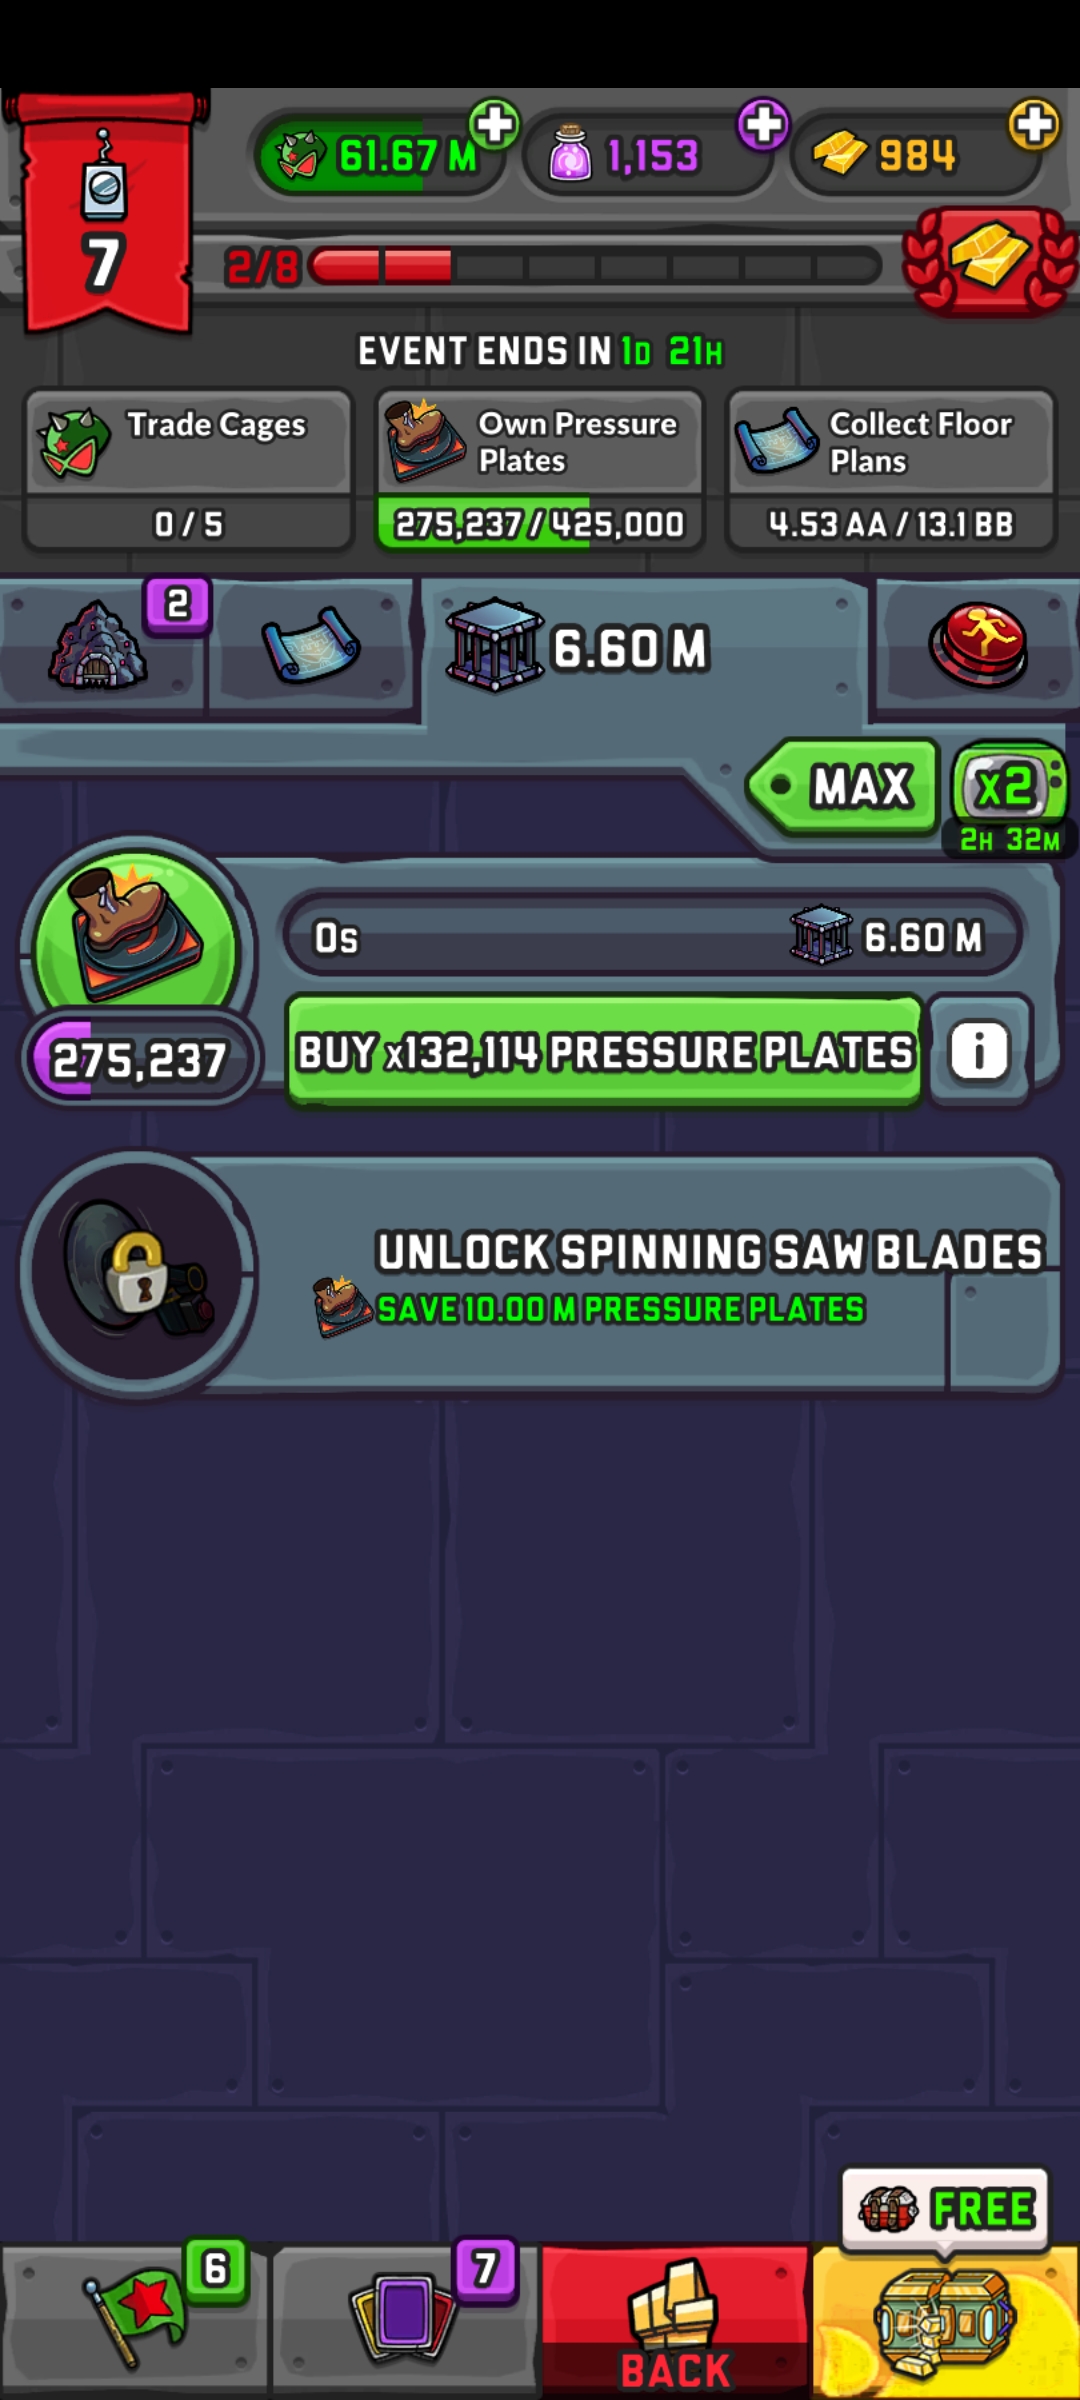 61.67 M
1,153
984
7
2/8
EVENT ENDS IN 1D 21H
Trade Cages
0 / 5
Own Pressure
Plates
275,237 / 425,000
Collect Floor
Plans
4.53 AA / 13.1 BB
2
6.60 M
MAX
x2
2H 32M
0s
6.60 M
275,237
BUY x132,114 PRESSURE PLATES
i
UNLOCK SPINNING SAW BLADES
SAVE 10.00 M PRESSURE PLATES
FREE
6
7
BACK